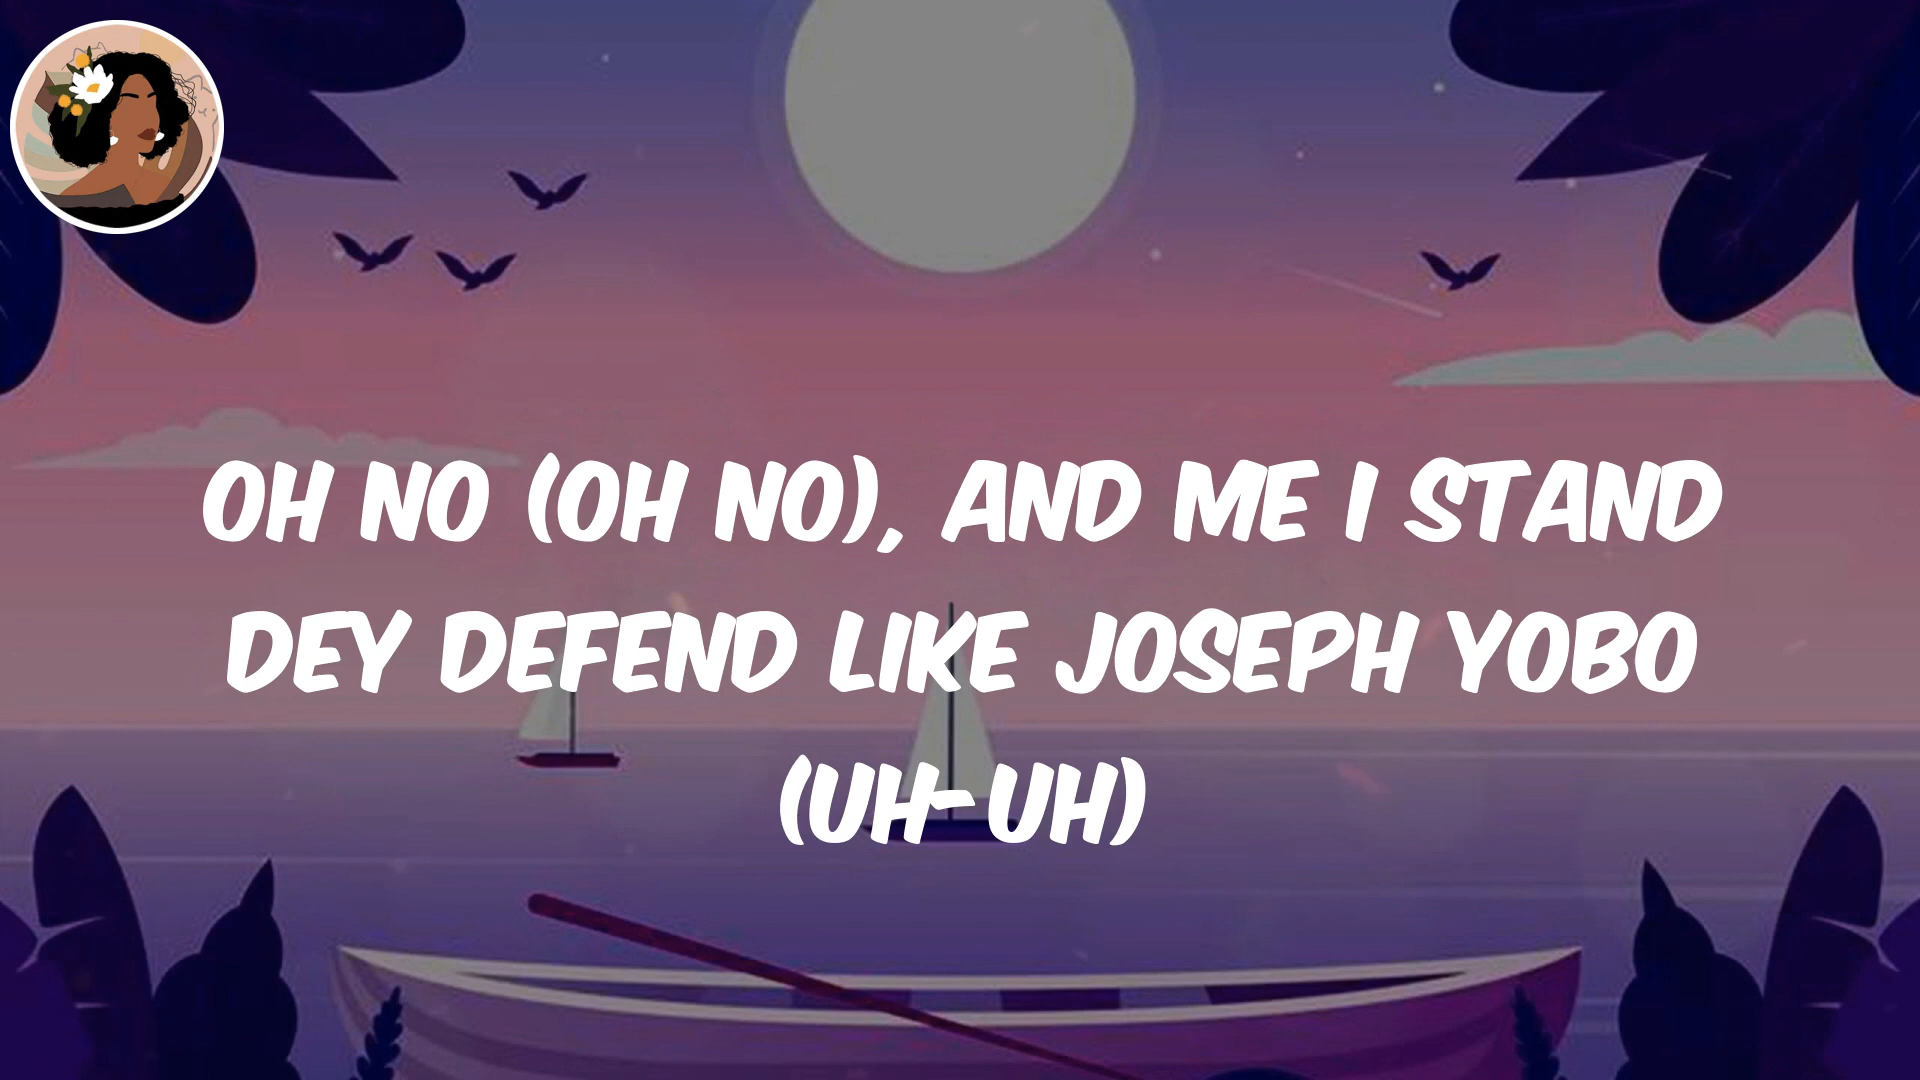 OH NO (OH NO), AND ME I STAND
DEY DEFEND LIKE JOSEPH YOBO
(UH-UH)